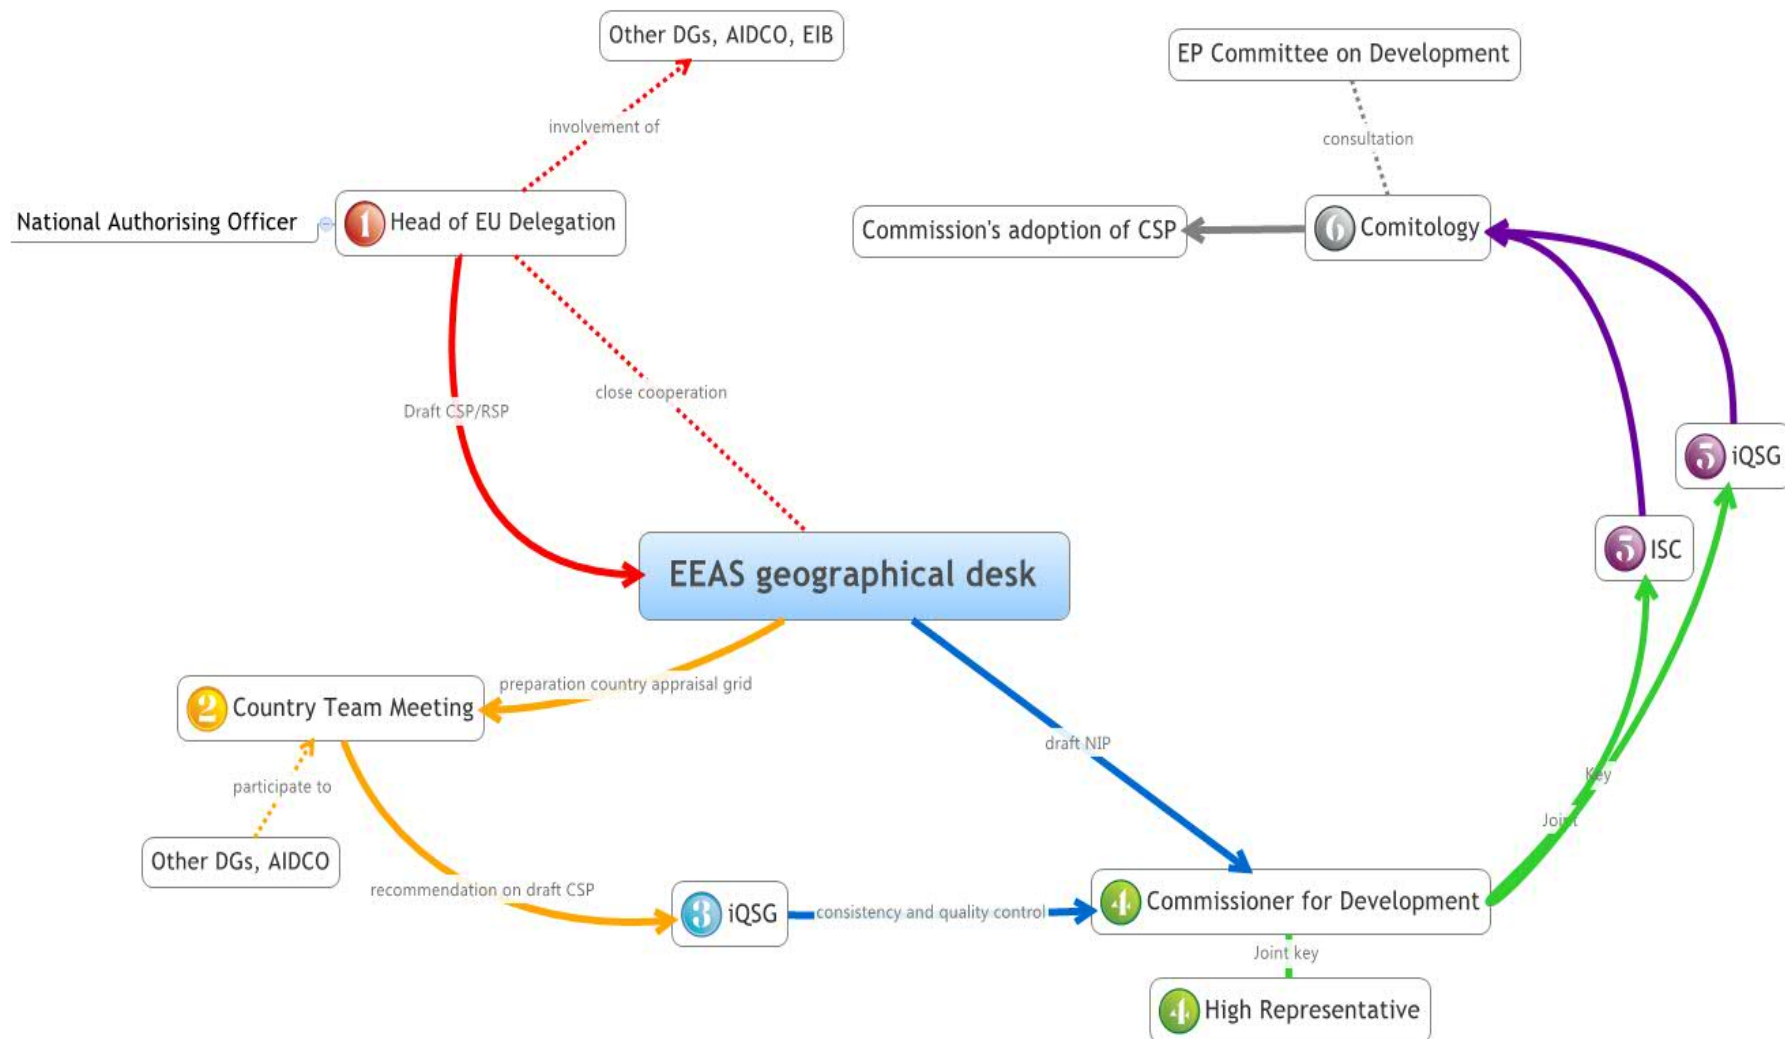 Other DGs, AIDCO, EIB
EP Committee on Development
involvement of
consultation
National Authorising Officer
1 Head of EU Delegation
Commission's adoption of CSP
6 Comitology
close cooperation
Draft CSP/RSP
5 iQSG
5 ISC
EEAS geographical desk
preparation country appraisal grid
2 Country Team Meeting
draft NIP
participate to
Key
Joint
Other DGs, AIDCO
recommendation on draft CSP
3 iQSG
consistency and quality control
4 Commissioner for Development
Joint key
4 High Representative